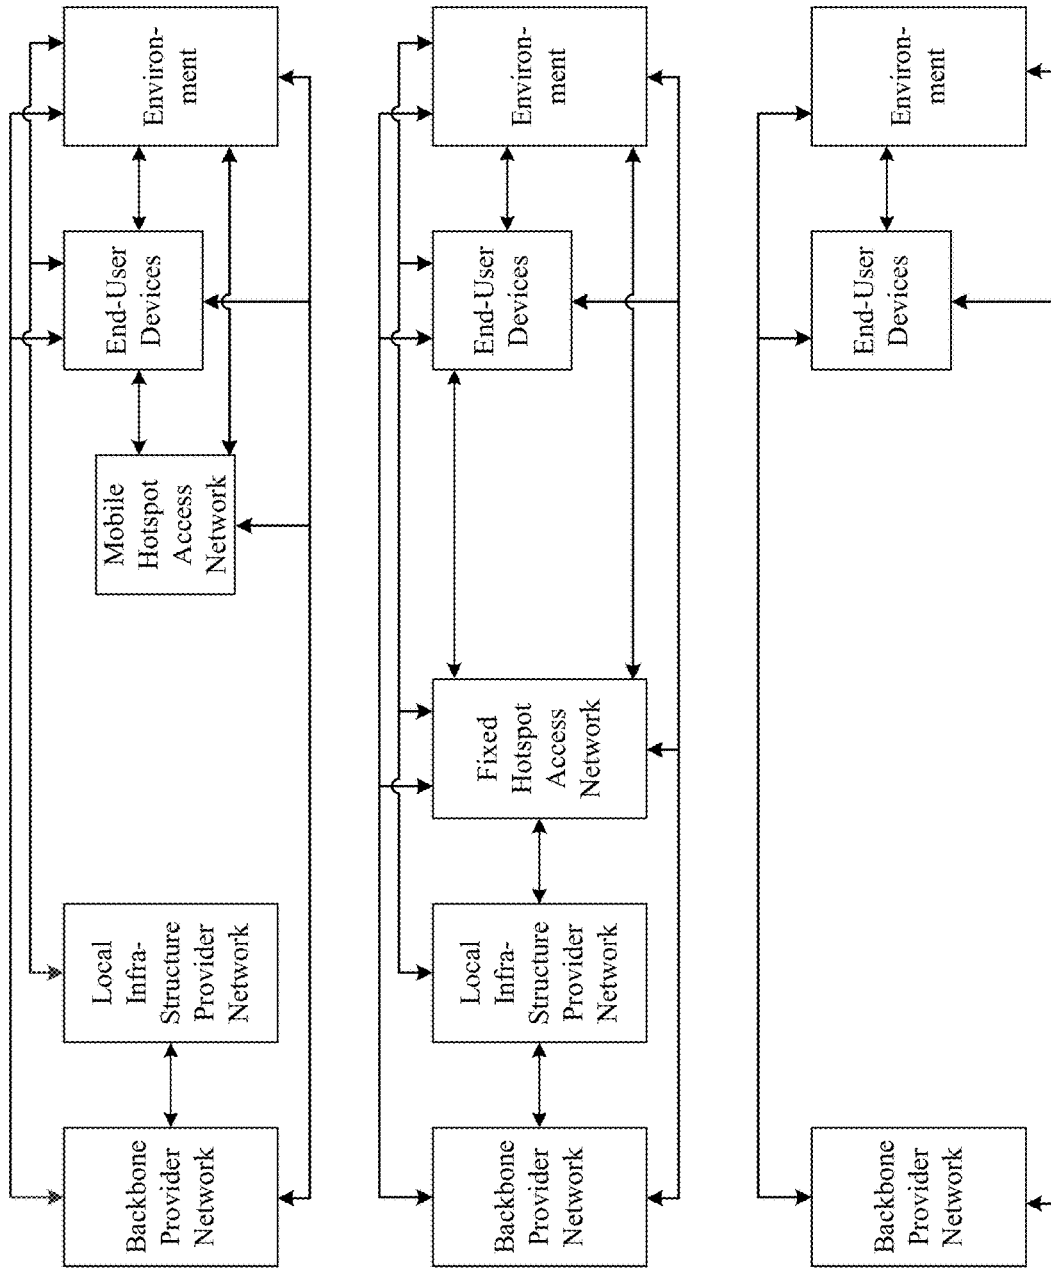 Backbone
Provider
Network
Local
Infra-
Structure
Provider
Network
Mobile
Hotspot
Access
Network
End-User
Devices
Environ-
ment
Backbone
Provider
Network
Local
Infra-
Structure
Provider
Network
Fixed
Hotspot
Access
Network
End-User
Devices
Environ-
ment
Backbone
Provider
Network
End-User
Devices
Environ-
ment